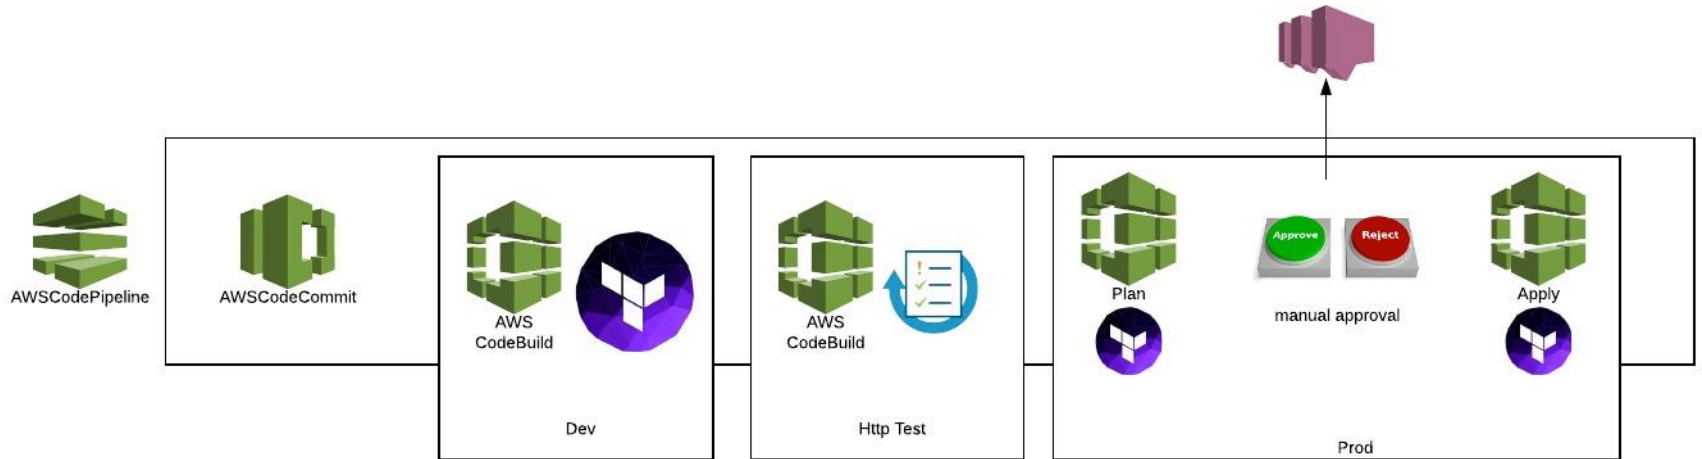 AWSCodePipeline
AWSCodeCommit
AWS
CodeBuild
Dev
AWS
CodeBuild
Http Test
Plan
Approve
Reject
manual approval
Apply
Prod